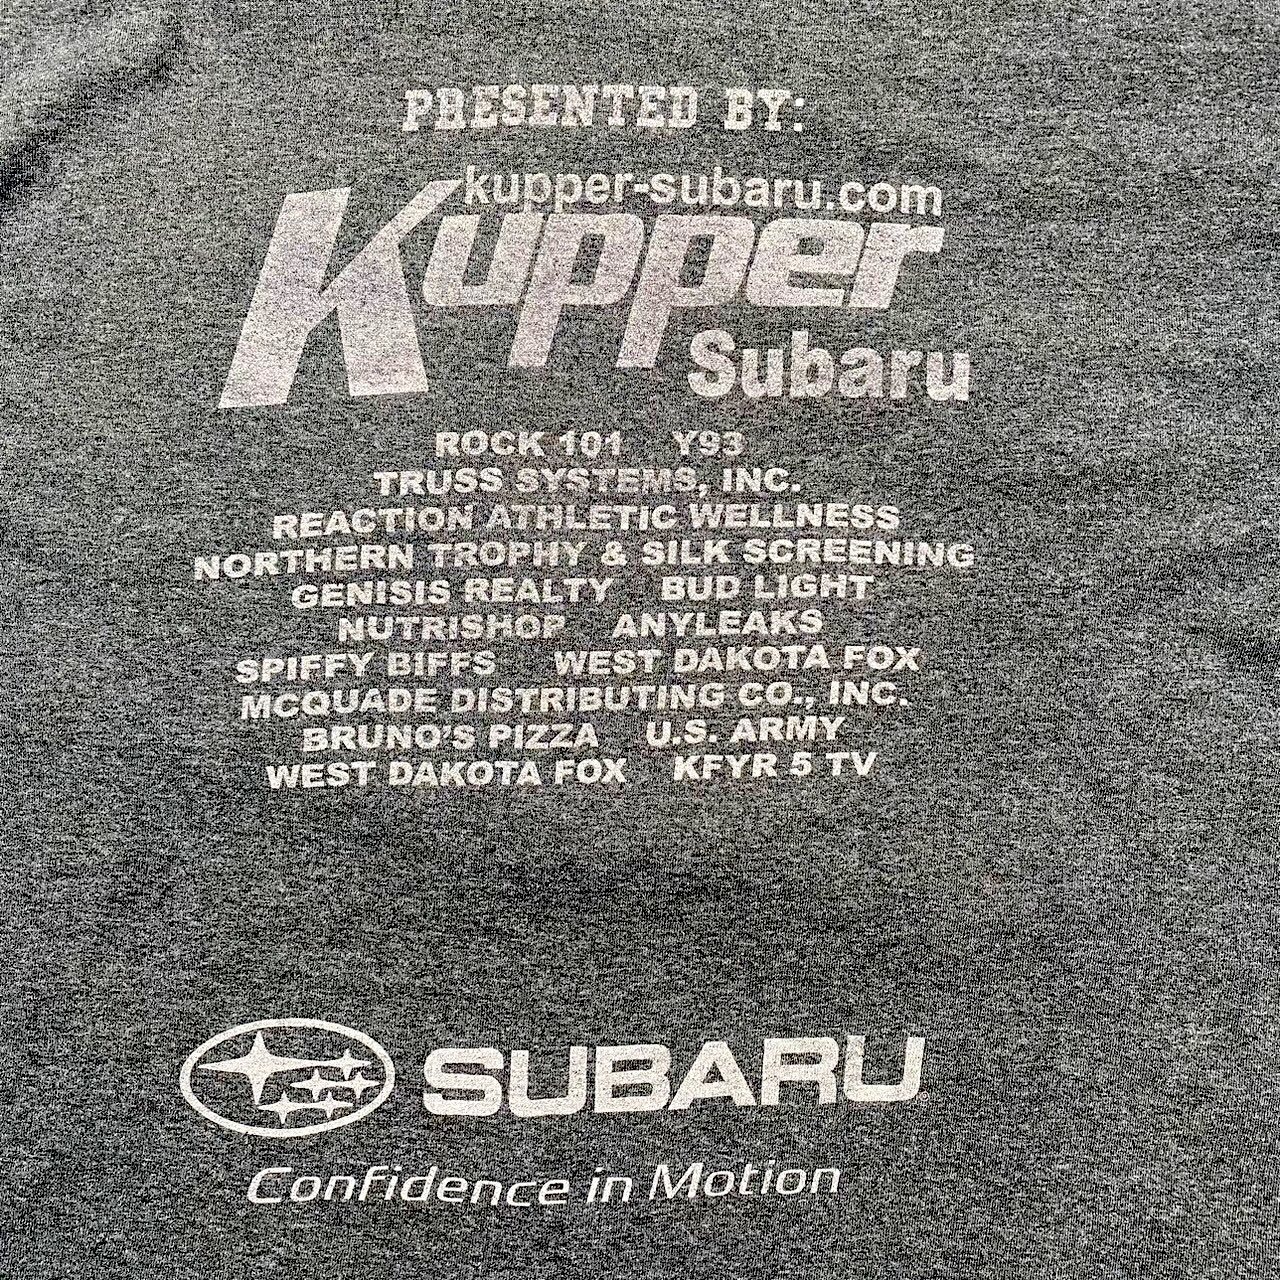 PRESENTED BY:
kupper-subaru.com
Kupper
Subaru
ROCK 101 Y93
TRUSS SYSTEMS, INC.
REACTION ATHLETIC WELLNESS
NORTHERN TROPHY & SILK SCREENING
GENISIS REALTY BUD LIGHT
NUTRISHOP ANYLEAKS
SPIFFY BIFFS WEST DAKOTA FOX
MCQUADE DISTRIBUTING CO., INC.
BRUNO'S PIZZA U.S. ARMY
WEST DAKOTA FOX KFYR 5 TV
SUBARU
Confidence in Motion